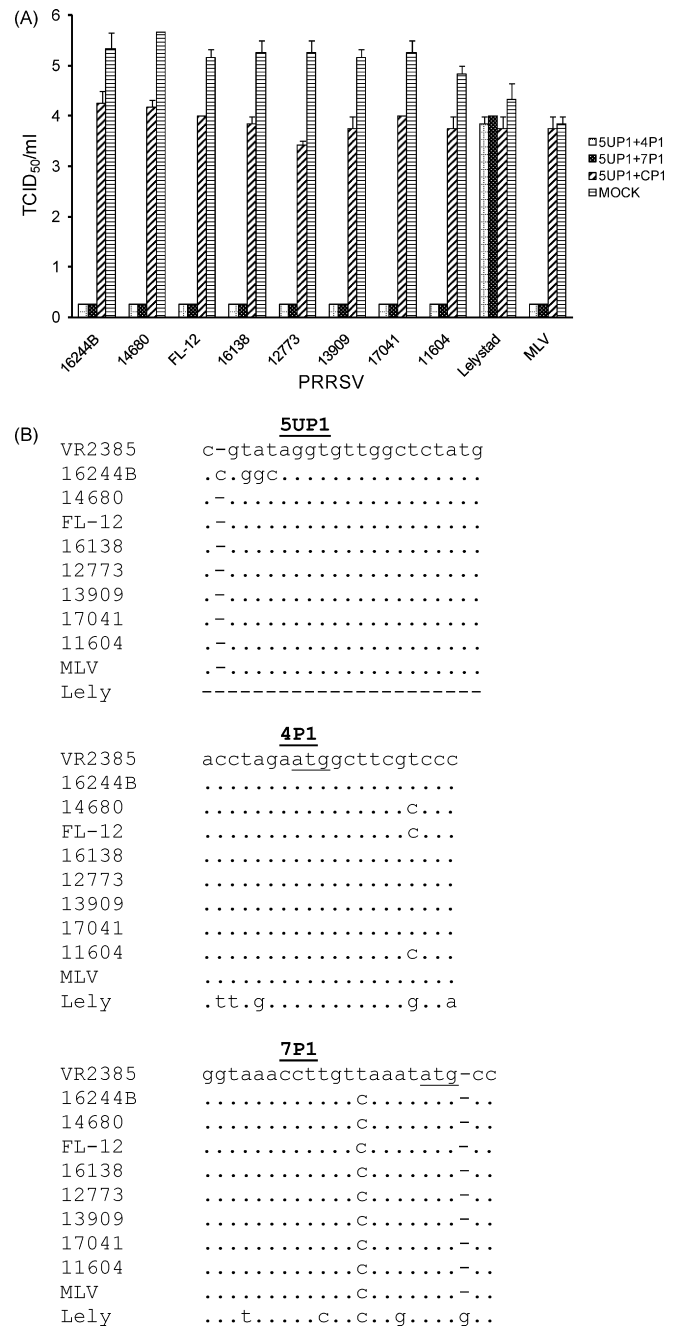 (A)
6
5
4
3
2
1
0
TCID50/ml
5UP1+4P1
5UP1+7P1
5UP1+CP1
MOCK
16244B
14680
FL-12
16138
12773
13909
17041
11604
Lelystad
MLV
PRRSV
(B)
5UP1
VR2385 c-gtataggtgttggctctatg
16244B .c.ggc................
14680 .-....................
FL-12 .-....................
16138 .-....................
12773 .-....................
13909 .-....................
17041 .-....................
11604 .-....................
MLV .-....................
Lely ----------------------
4P1
VR2385 acctagaatggcttcgtccc
16244B ....................
14680 ................c...
FL-12 ................c...
16138 ....................
12773 ....................
13909 ....................
17041 ....................
11604 ................c...
MLV ....................
Lely .tt.g...........g..a
7P1
VR2385 ggtaaaccttgttaaatatg-cc
16244B ............c.......-..
14680 ............c.......-..
FL-12 ............c.......-..
16138 ............c.......-..
12773 ............c.......-..
13909 ............c.......-..
17041 ............c.......-..
11604 ............c.......-..
MLV ............c.......-..
Lely ...t.....c..c..g....g..